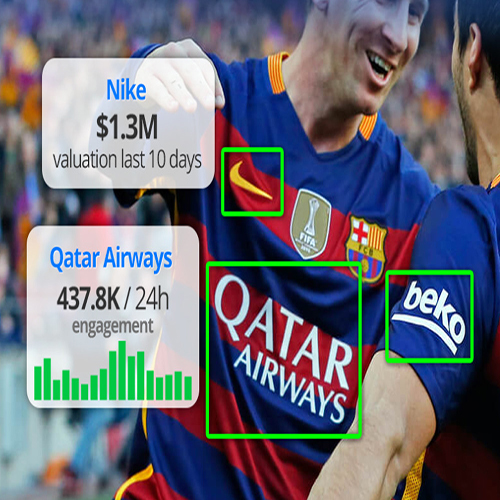 Nike
$1.3M
valuation last 10 days
Qatar Airways
437.8K / 24h
engagement
FIFA
FCB
QATAR
AIRWAYS
beko